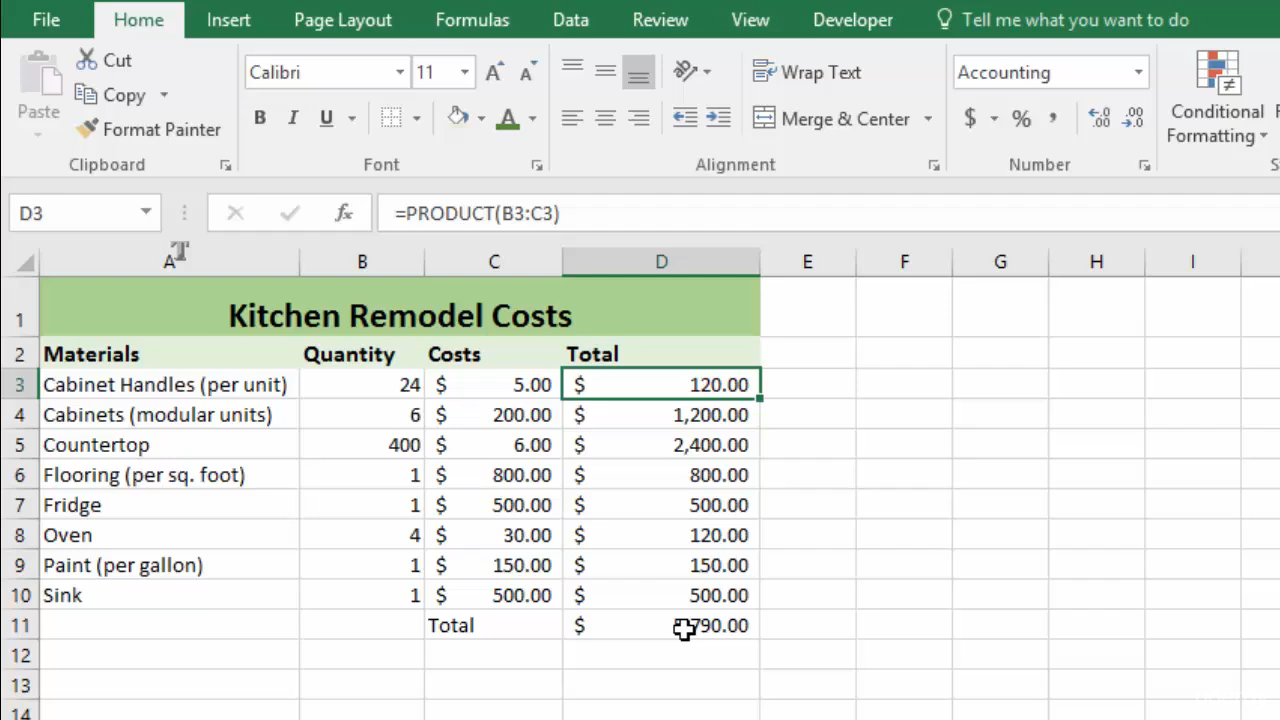 File Home Insert Page Layout Formulas Data Review View Developer Tell me what you want to do
Cut
Copy
Paste
Format Painter
Calibri 11
B I U A
Wrap Text
Merge & Center
Accounting
$ % , .00 .00
Conditional
Formatting
Clipboard Font Alignment Number
D3 fx =PRODUCT(B3:C3)
A B C D E F G H I
1 Kitchen Remodel Costs
2 Materials Quantity Costs Total
3 Cabinet Handles (per unit) 24 $ 5.00 $ 120.00
4 Cabinets (modular units) 6 $ 200.00 $ 1,200.00
5 Countertop 400 $ 6.00 $ 2,400.00
6 Flooring (per sq. foot) 1 $ 800.00 $ 800.00
7 Fridge 1 $ 500.00 $ 500.00
8 Oven 4 $ 30.00 $ 120.00
9 Paint (per gallon) 1 $ 150.00 $ 150.00
10 Sink 1 $ 500.00 $ 500.00
11 Total $
12
13
14